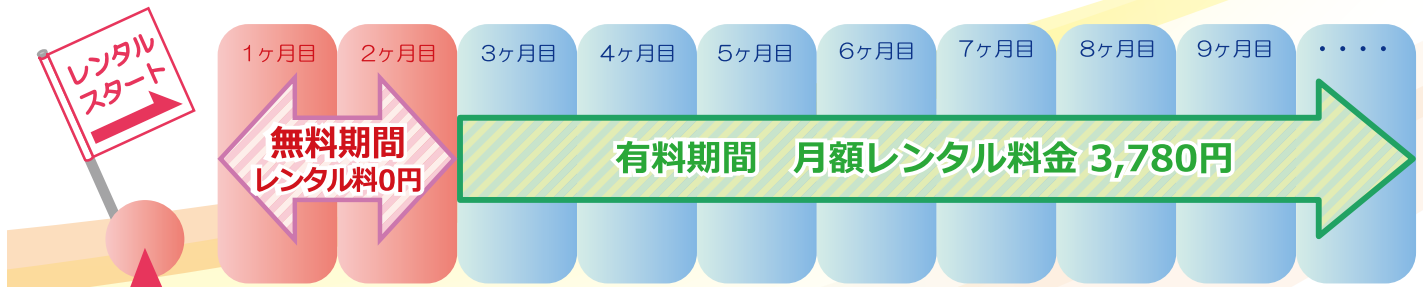 レンタル
スタート
1ヶ月目
2ヶ月目
3ヶ月目
4ヶ月目
5ヶ月目
6ヶ月目
7ヶ月目
8ヶ月目
9ヶ月目
・・・・
無料期間
レンタル料0円
有料期間　月額レンタル料金 3,780円